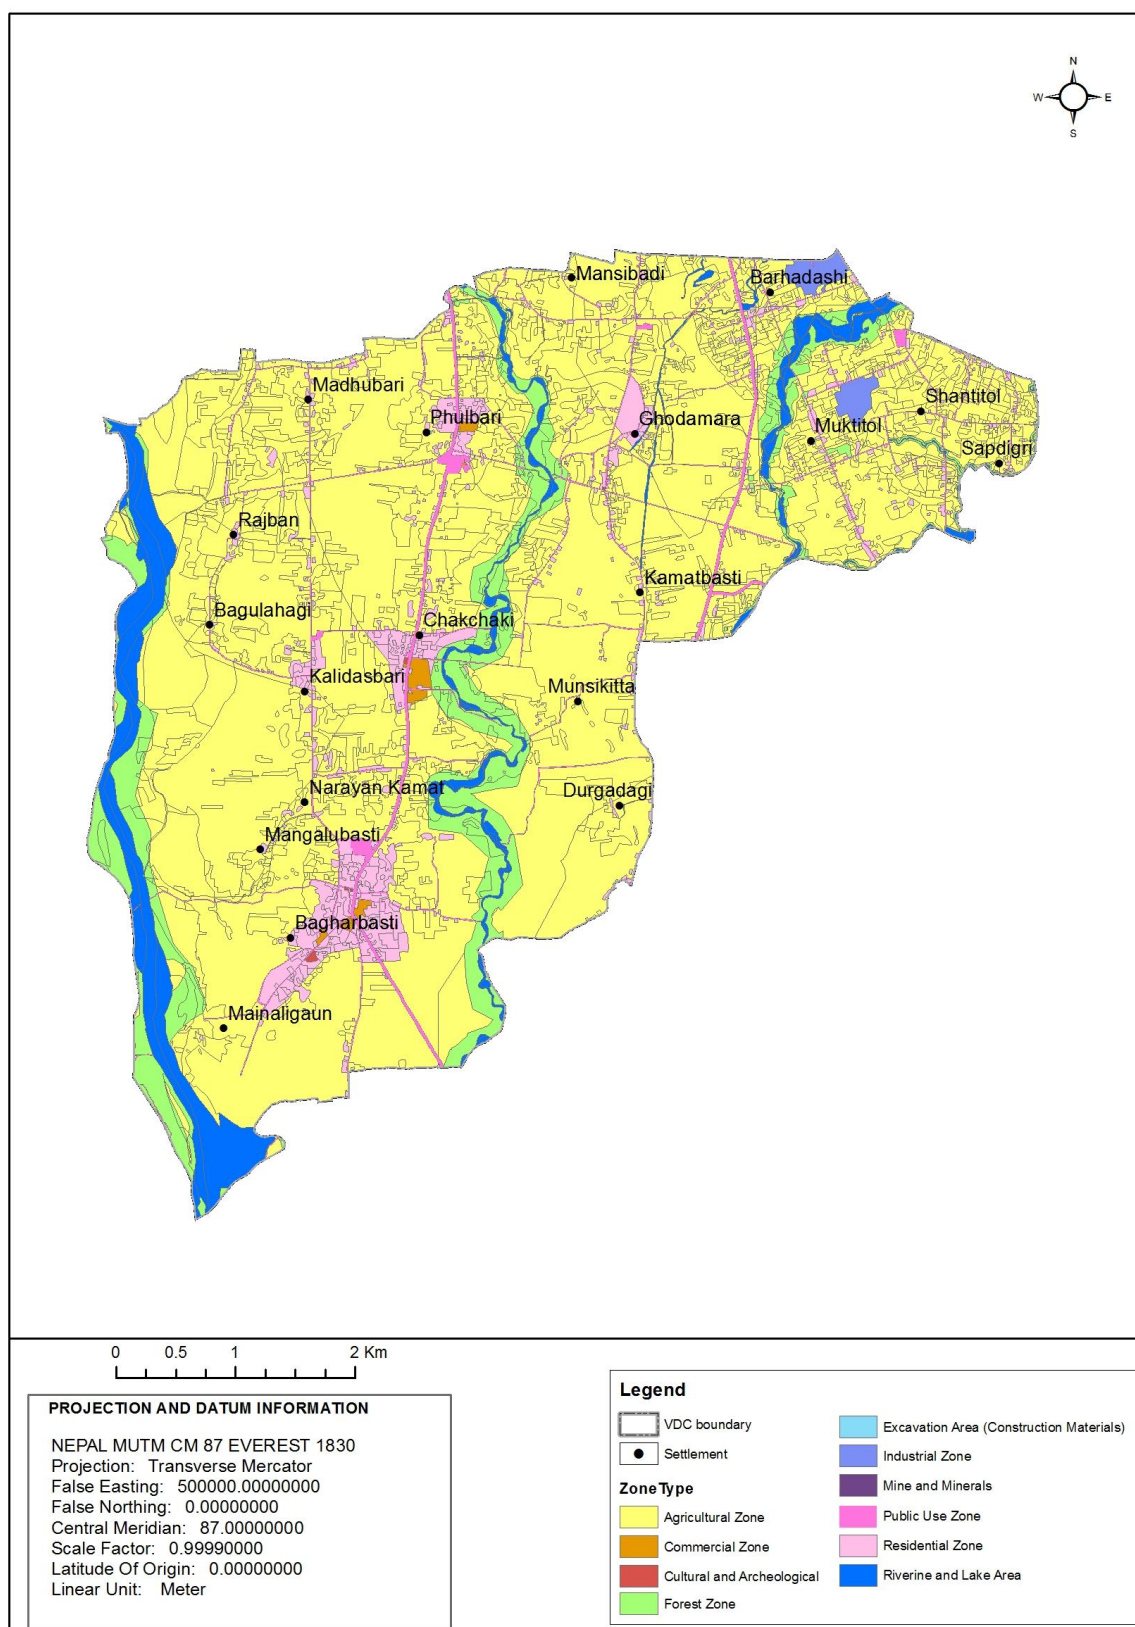 N
W E
S
Mansibadi
Barhadashi
Madhubari
Phulbari
Ghodamara
Shantitol
Muktitol
Sapdigri
Rajban
Kamatbasti
Bagulahagi
Chakchaki
Kalidasbari
Munsikitta
Narayan Kamat
Durgadagi
Mangalubasti
Bagharbasti
Mainaligaun
0 0.5 1 2 Km
PROJECTION AND DATUM INFORMATION
NEPAL MUTM CM 87 EVEREST 1830
Projection: Transverse Mercator
False Easting: 500000.00000000
False Northing: 0.00000000
Central Meridian: 87.00000000
Scale Factor: 0.99990000
Latitude Of Origin: 0.00000000
Linear Unit: Meter
Legend
VDC boundary
Settlement
ZoneType
Agricultural Zone
Commercial Zone
Cultural and Archeological
Forest Zone
Excavation Area (Construction Materials)
Industrial Zone
Mine and Minerals
Public Use Zone
Residential Zone
Riverine and Lake Area